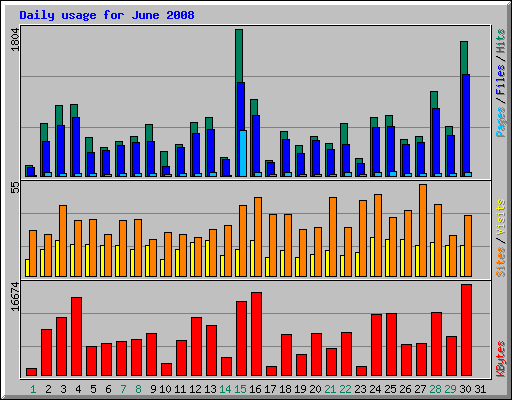 Daily usage for June 2008
1804
Pages / Files / Hits
55
Sites / Visits
16674
KBytes
1 2 3 4 5 6 7 8 9 10 11 12 13 14 15 16 17 18 19 20 21 22 23 24 25 26 27 28 29 30 31